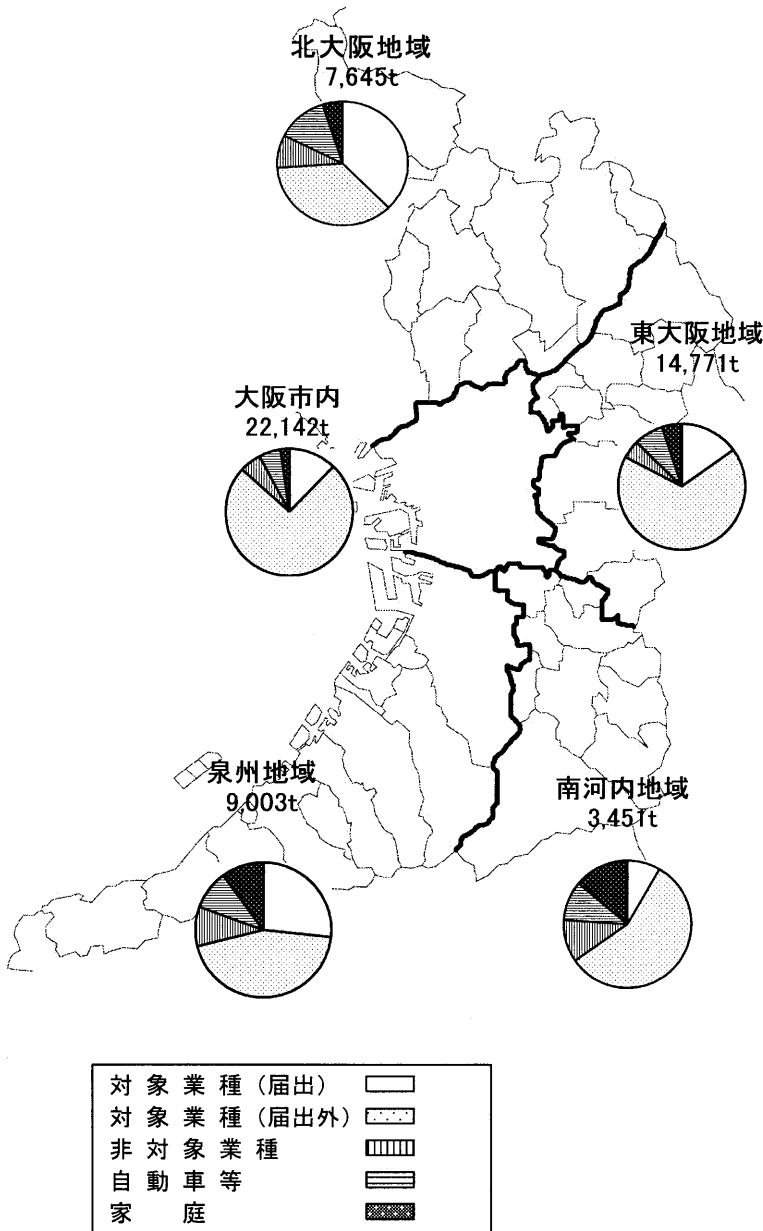 北大阪地域
7,645t
東大阪地域
14,771t
大阪市内
22,142t
泉州地域
9,003t
南河内地域
3,451t
対象業種(届出)
対象業種(届出外)
非対象業種
自動車等
家庭